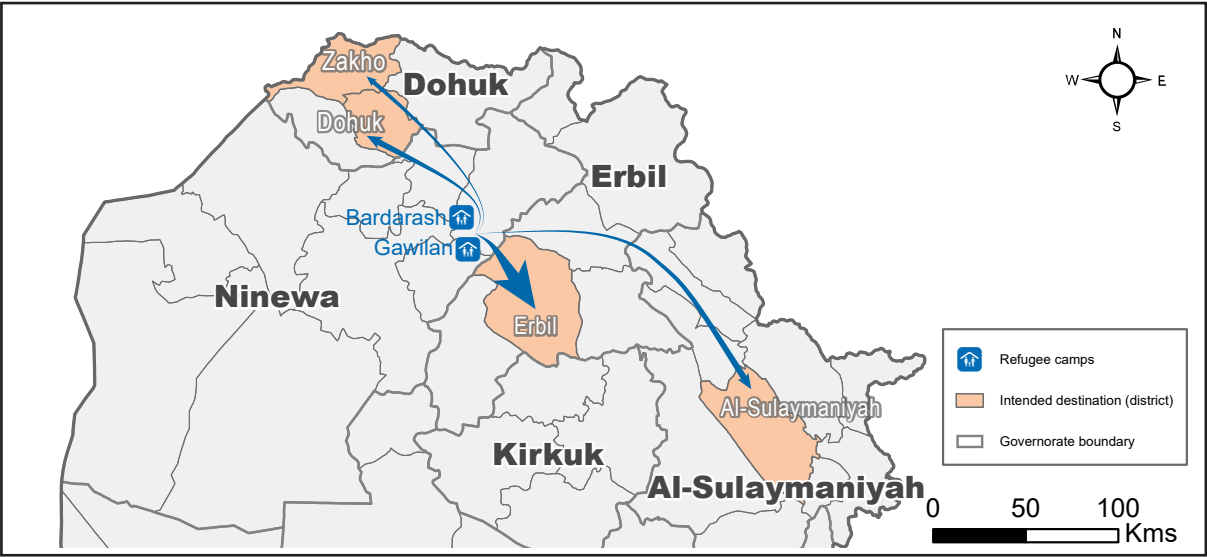 N
W
E
S
Zakho
Dohuk
Dohuk
Erbil
Bardarash
Gawilan
Ninewa
Erbil
Al-Sulaymaniyah
Kirkuk
Al-Sulaymaniyah
Refugee camps
Intended destination (district)
Governorate boundary
0 50 100
Kms